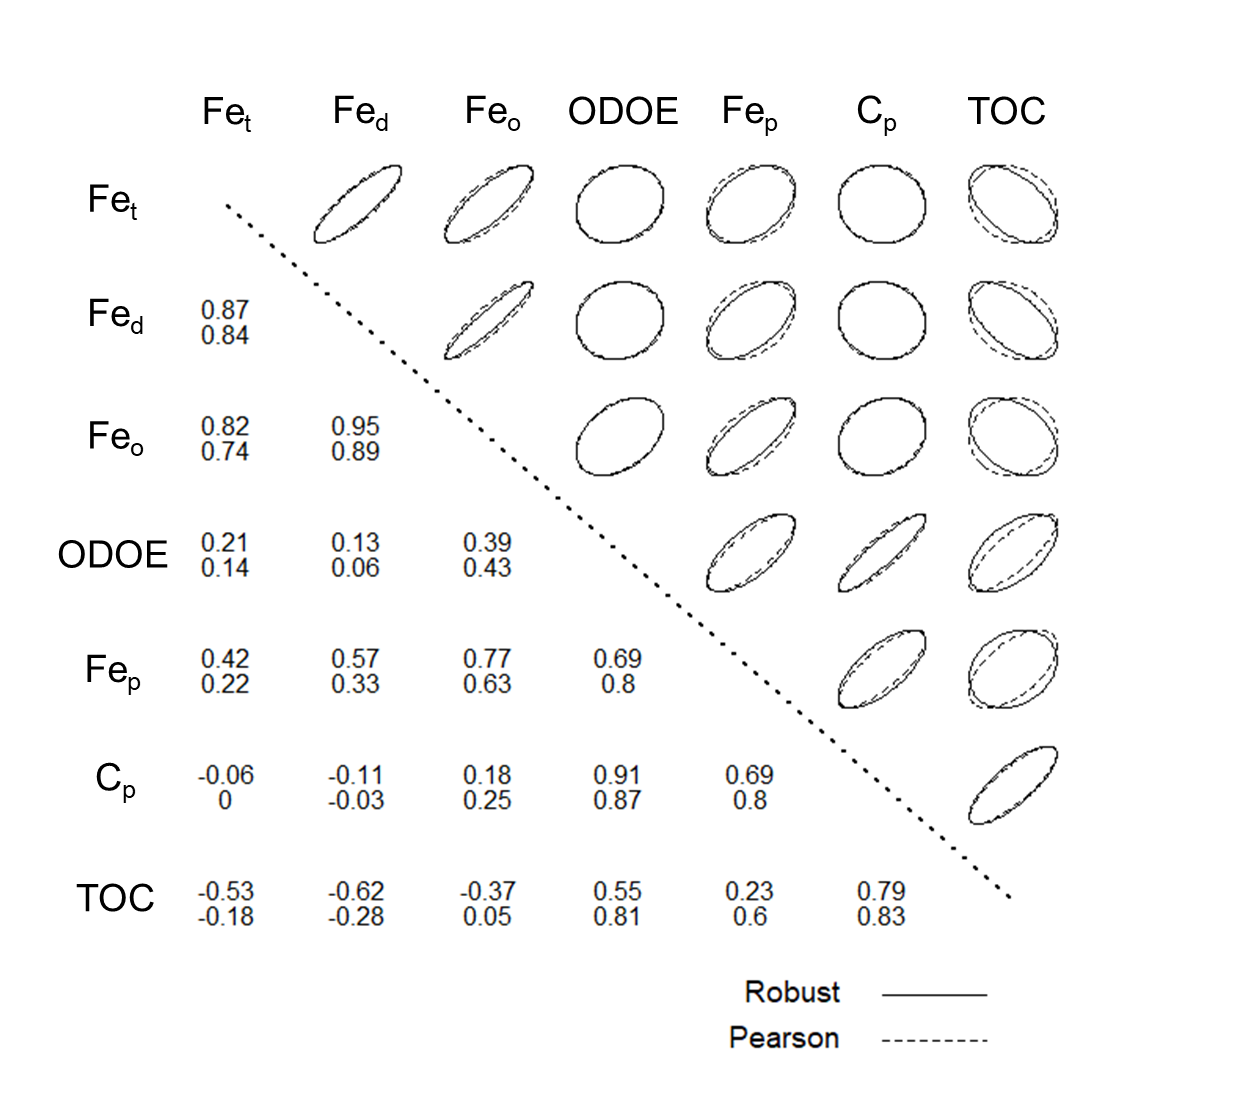 Fet Fed Feo ODOE Fep Cp TOC
Fet
Fed
0.87
0.84
Feo
0.82 0.95
0.74 0.89
ODOE
0.21 0.13 0.39
0.14 0.06 0.43
Fep
0.42 0.57 0.77 0.69
0.22 0.33 0.63 0.8
Cp
-0.06 -0.11 0.18 0.91 0.69
0 -0.03 0.25 0.87 0.8
TOC
-0.53 -0.62 -0.37 0.55 0.23 0.79
-0.18 -0.28 0.05 0.81 0.6 0.83
Robust
Pearson